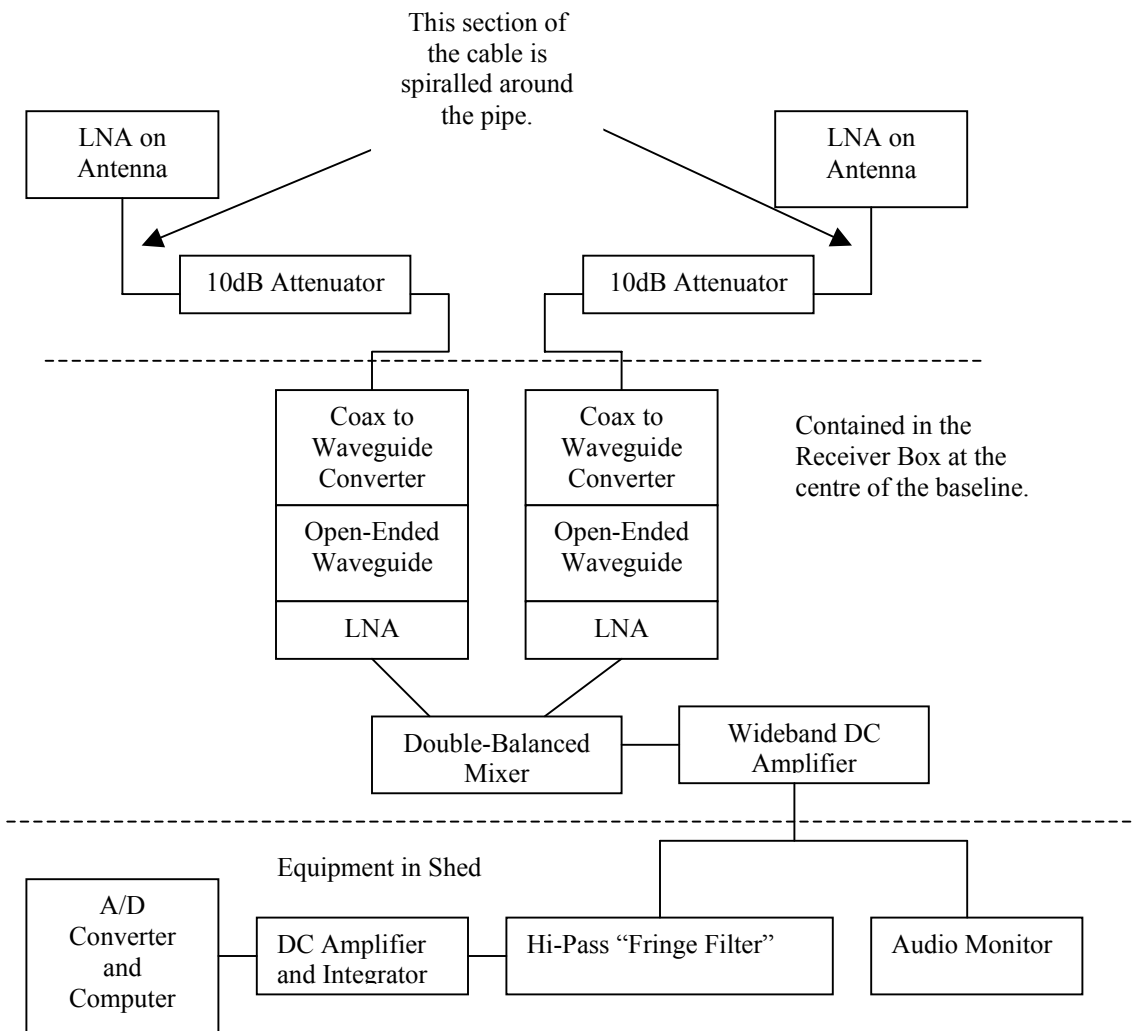 This section of
the cable is
spiralled around
the pipe.
LNA on
Antenna
LNA on
Antenna
10dB Attenuator
10dB Attenuator
Coax to
Waveguide
Converter
Coax to
Waveguide
Converter
Contained in the
Receiver Box at the
centre of the baseline.
Open-Ended
Waveguide
Open-Ended
Waveguide
LNA
LNA
Double-Balanced
Mixer
Wideband DC
Amplifier
Equipment in Shed
A/D
Converter
and
Computer
DC Amplifier
and Integrator
Hi-Pass “Fringe Filter”
Audio Monitor